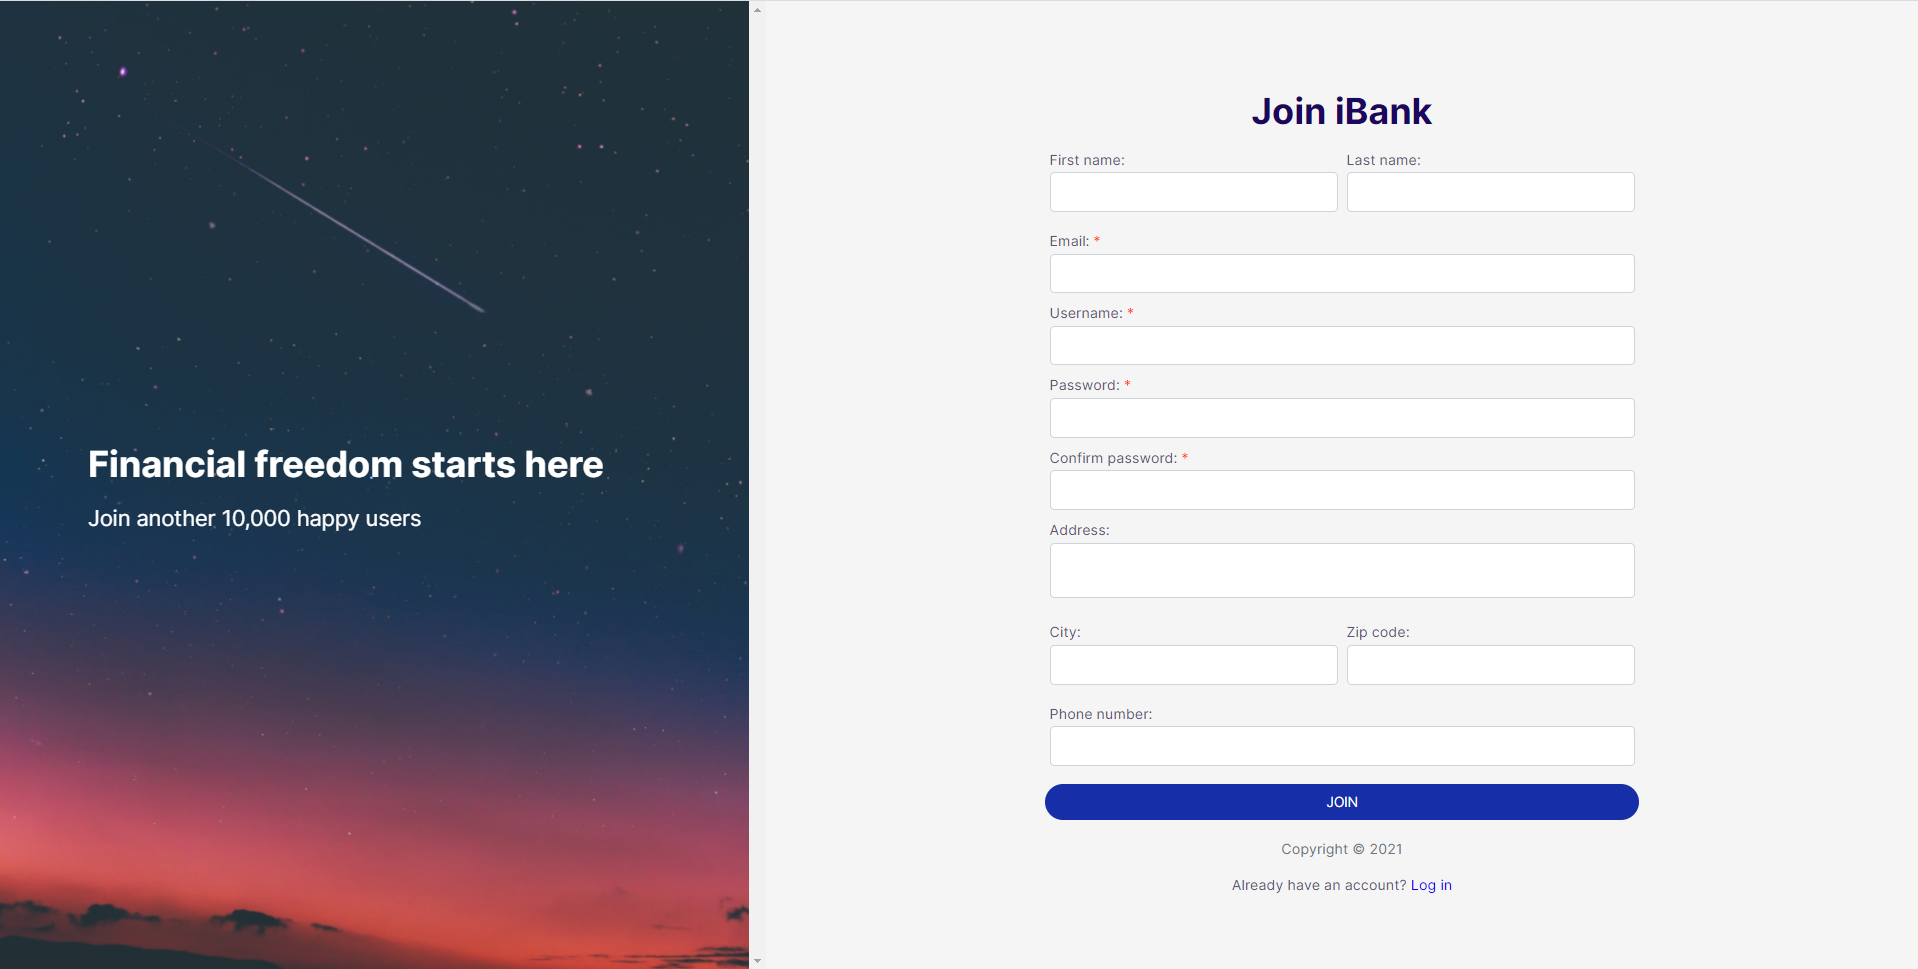 Financial freedom starts here
Join another 10,000 happy users
Join iBank
First name:
Last name:
Email: *
Username: *
Password: *
Confirm password: *
Address:
City:
Zip code:
Phone number:
JOIN
Copyright © 2021
Already have an account? Log in